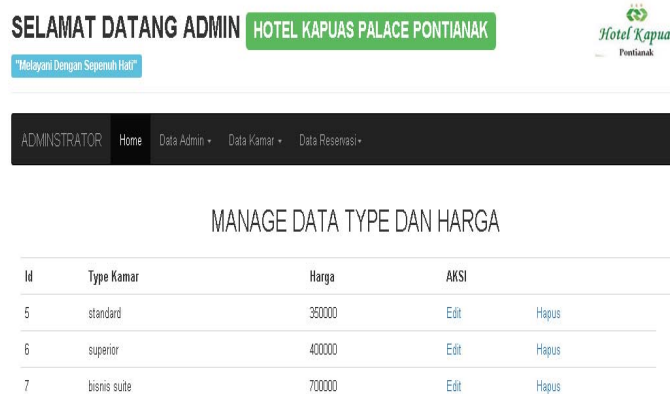 SELAMAT DATANG ADMIN HOTEL KAPUAS PALACE PONTIANAK
"Melayani Dengan Sepenuh Hati"
Hotel Kapua
Pontianak
ADMINSTRATOR Home Data Admin Data Kamar Data Reservasi
MANAGE DATA TYPE DAN HARGA
Id Type Kamar Harga AKSI
5 standard 350000 Edit Hapus
6 superior 400000 Edit Hapus
7 bisnis suite 700000 Edit Hapus